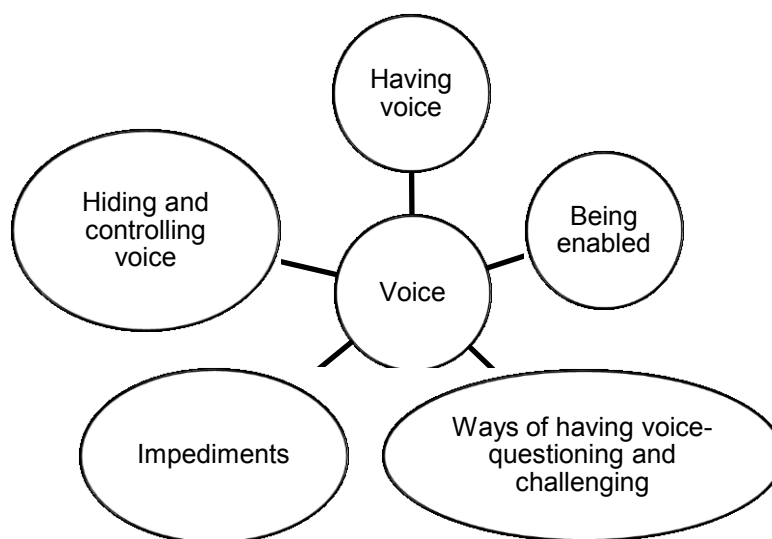 Having
voice
Hiding and
controlling
voice
Being
enabled
Voice
Impediments
Ways of having voice-
questioning and
challenging